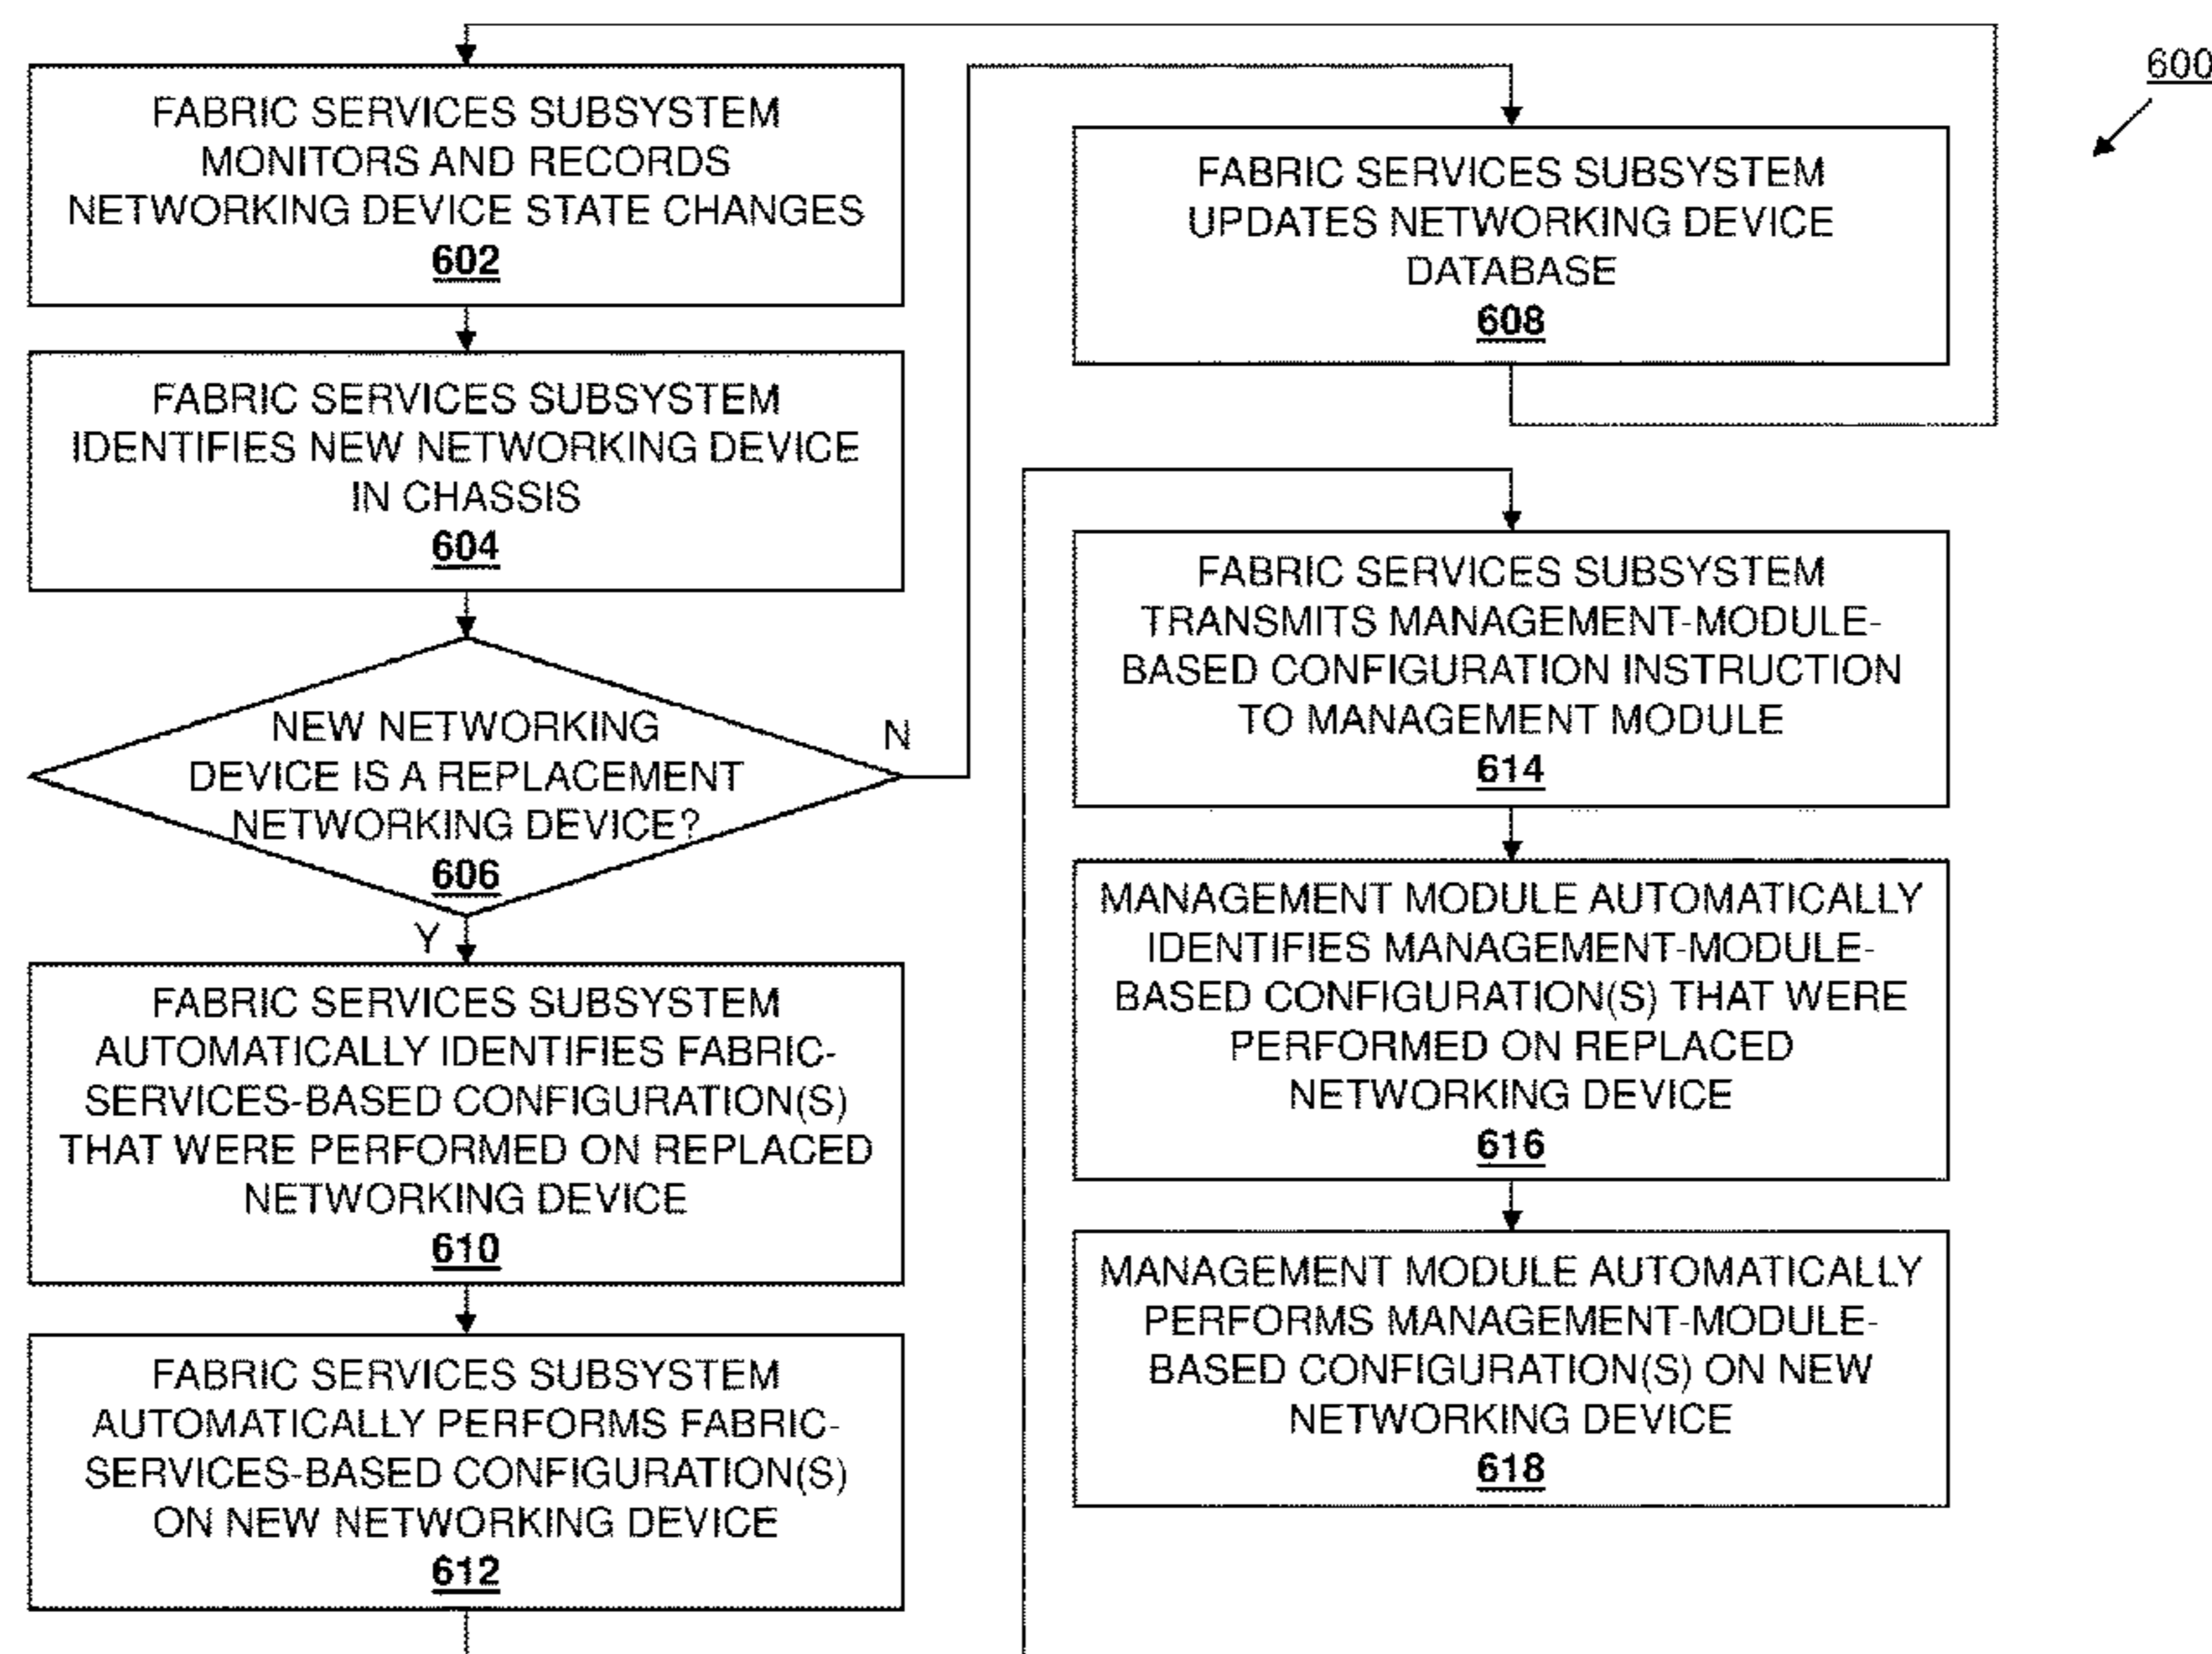 600
FABRIC SERVICES SUBSYSTEM
MONITORS AND RECORDS
NETWORKING DEVICE STATE CHANGES
602
FABRIC SERVICES SUBSYSTEM
IDENTIFIES NEW NETWORKING DEVICE
IN CHASSIS
604
NEW NETWORKING
DEVICE IS A REPLACEMENT
NETWORKING DEVICE?
606
N
Y
FABRIC SERVICES SUBSYSTEM
UPDATES NETWORKING DEVICE
DATABASE
608
FABRIC SERVICES SUBSYSTEM
AUTOMATICALLY IDENTIFIES FABRIC-
SERVICES-BASED CONFIGURATION(S)
THAT WERE PERFORMED ON REPLACED
NETWORKING DEVICE
610
FABRIC SERVICES SUBSYSTEM
AUTOMATICALLY PERFORMS FABRIC-
SERVICES-BASED CONFIGURATION(S)
ON NEW NETWORKING DEVICE
612
FABRIC SERVICES SUBSYSTEM
TRANSMITS MANAGEMENT-MODULE-
BASED CONFIGURATION INSTRUCTION
TO MANAGEMENT MODULE
614
MANAGEMENT MODULE AUTOMATICALLY
IDENTIFIES MANAGEMENT-MODULE-
BASED CONFIGURATION(S) THAT WERE
PERFORMED ON REPLACED
NETWORKING DEVICE
616
MANAGEMENT MODULE AUTOMATICALLY
PERFORMS MANAGEMENT-MODULE-
BASED CONFIGURATION(S) ON NEW
NETWORKING DEVICE
618